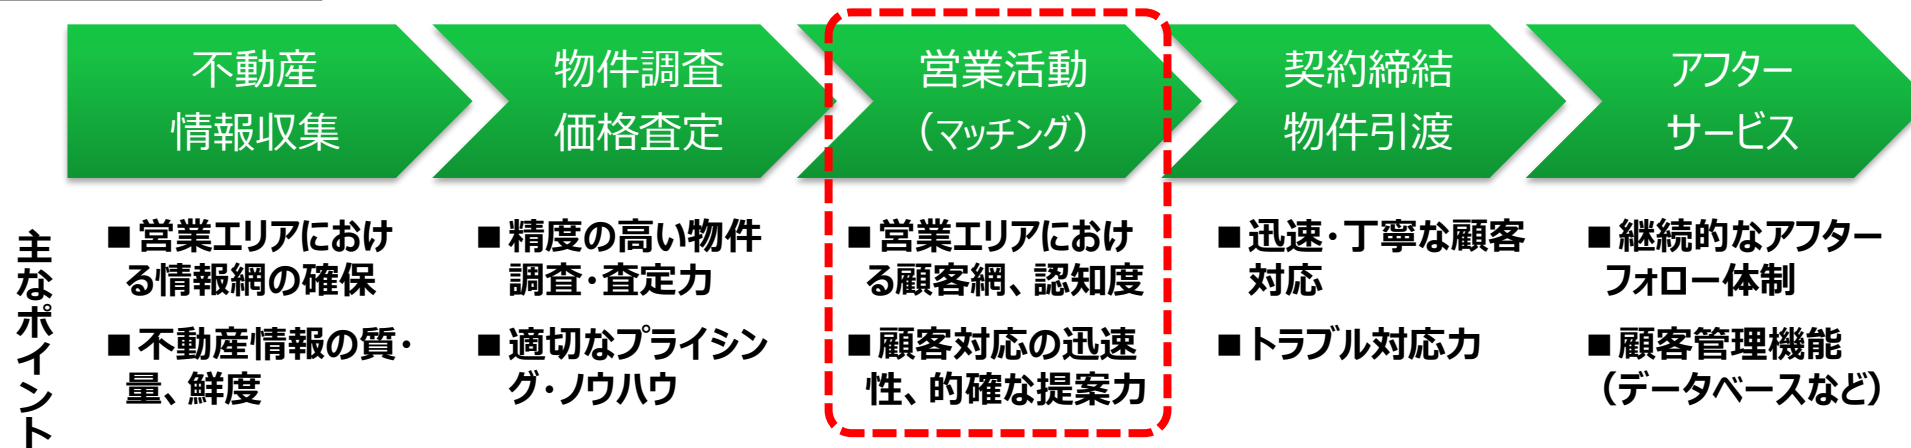 不動産
情報収集
物件調査
価格査定
営業活動
（マッチング）
契約締結
物件引渡
アフター
サービス
主なポイント
■営業エリアにおけ
る情報網の確保
■不動産情報の質・
量、鮮度
■精度の高い物件
調査・査定力
■適切なプライシン
グ・ノウハウ
■営業エリアにおけ
る顧客網、認知度
■顧客対応の迅速
性、的確な提案力
■迅速・丁寧な顧客
対応
■トラブル対応力
■継続的なアフター
フォロー体制
■顧客管理機能
（データベースなど）